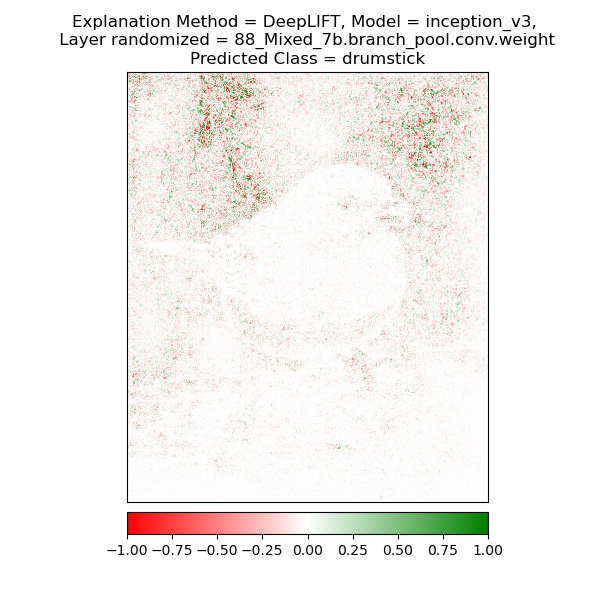 Explanation Method = DeepLIFT, Model = inception_v3,
Layer randomized = 88_Mixed_7b.branch_pool.conv.weight
Predicted Class = drumstick
−1.00 −0.75 −0.50 −0.25 0.00 0.25 0.50 0.75 1.00